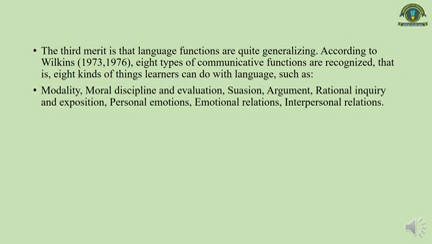 • The third merit is that language functions are quite generalizing. According to
Wilkins (1973,1976), eight types of communicative functions are recognized, that
is, eight kinds of things learners can do with language, such as:
• Modality, Moral discipline and evaluation, Suasion, Argument, Rational inquiry
and exposition, Personal emotions, Emotional relations, Interpersonal relations.